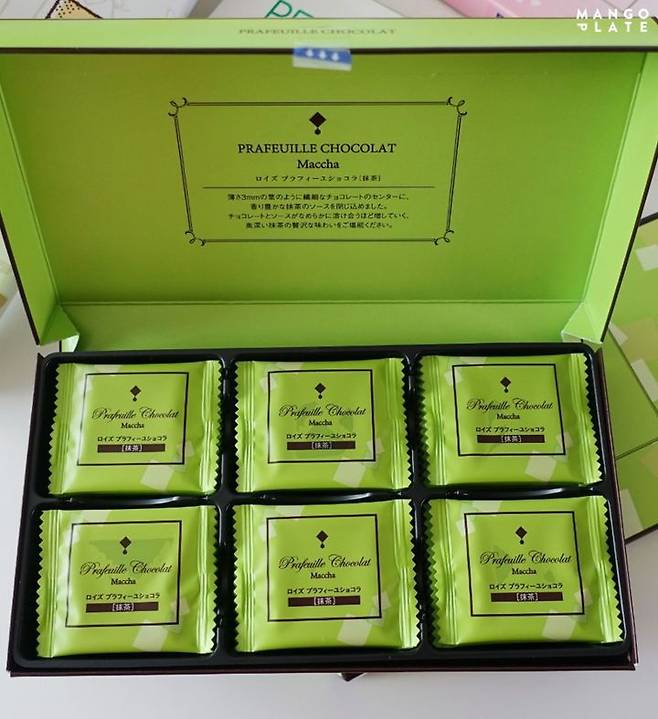 MANGO
PLATE
PRAFEUILLE CHOCOLAT
PRAFEUILLE CHOCOLAT
Maccha
ロイズ プラフィーユショコラ[抹茶]
薄さ3mmの葉のように繊細なチョコレートのセンターに、
香り豊かな抹茶のソースを閉じ込めました。
チョコレートとソースがなめらかに溶け合うほど増していく、
奥深い抹茶の贅沢な味わいをご堪能ください。
Prafeuille Chocolat
Maccha
ロイズ プラフィーユショコラ
[抹茶]
Prafeuille Chocolat
Maccha
ロイズ プラフィーユショコラ
[抹茶]
Prafeuille Chocolat
Maccha
ロイズ プラフィーユショコラ
[抹茶]
Prafeuille Chocolat
Maccha
ロイズ プラフィーユショコラ
[抹茶]
Prafeuille Chocolat
Maccha
ロイズ プラフィーユショコラ
[抹茶]
Prafeuille Chocolat
Maccha
ロイズ プラフィーユショコラ
[抹茶]